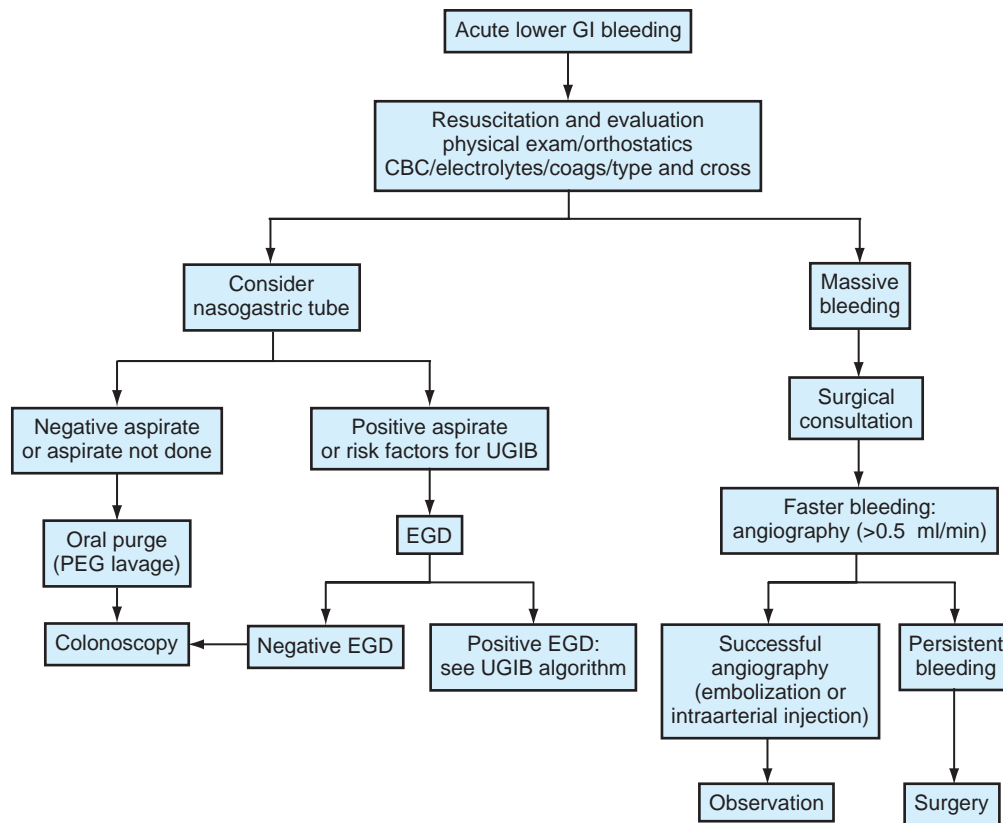 Acute lower GI bleeding
Resuscitation and evaluation
physical exam/orthostatics
CBC/electrolytes/coags/type and cross
Consider
nasogastric tube
Massive
bleeding
Negative aspirate
or aspirate not done
Positive aspirate
or risk factors for UGIB
Surgical
consultation
Oral purge
(PEG lavage)
EGD
Faster bleeding:
angiography (>0.5 ml/min)
Colonoscopy
Negative EGD
Positive EGD:
see UGIB algorithm
Successful
angiography
(embolization or
intraarterial injection)
Persistent
bleeding
Observation
Surgery